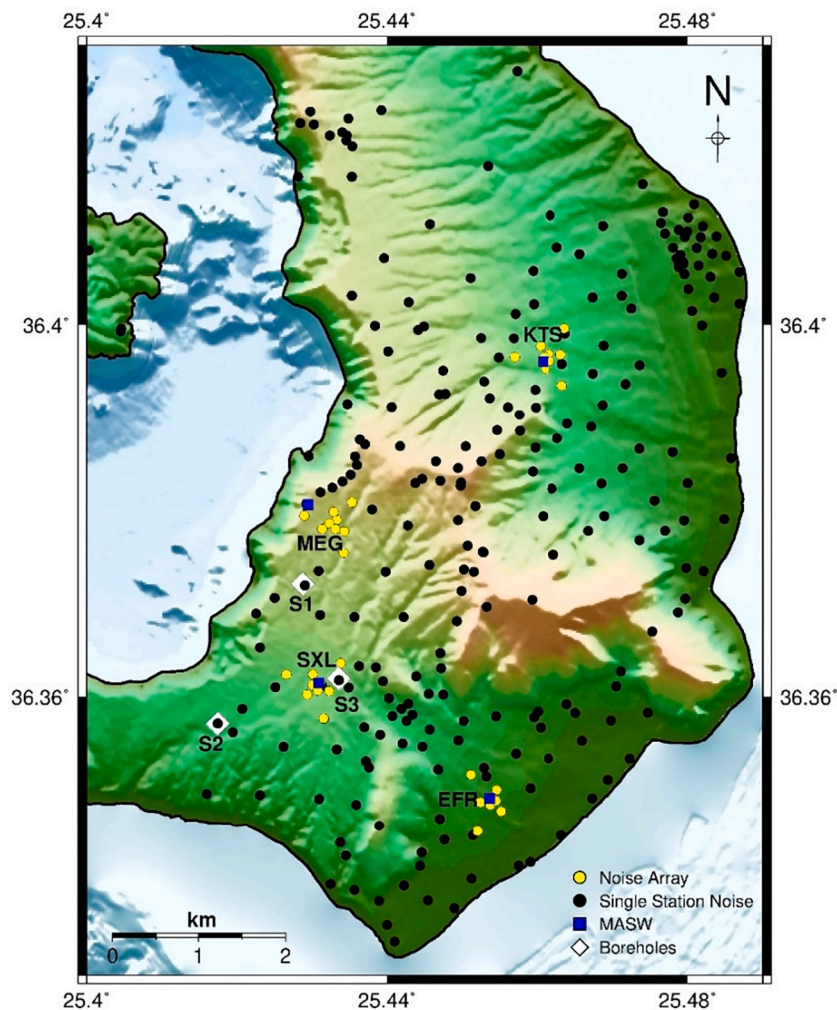 25.4° 25.44° 25.48°
N
36.4° 36.4°
KTS
MEG
S1
SXL
S3
36.36° 36.36°
S2
EFR
Noise Array
Single Station Noise
MASW
Boreholes
km
0 1 2
25.4° 25.44° 25.48°